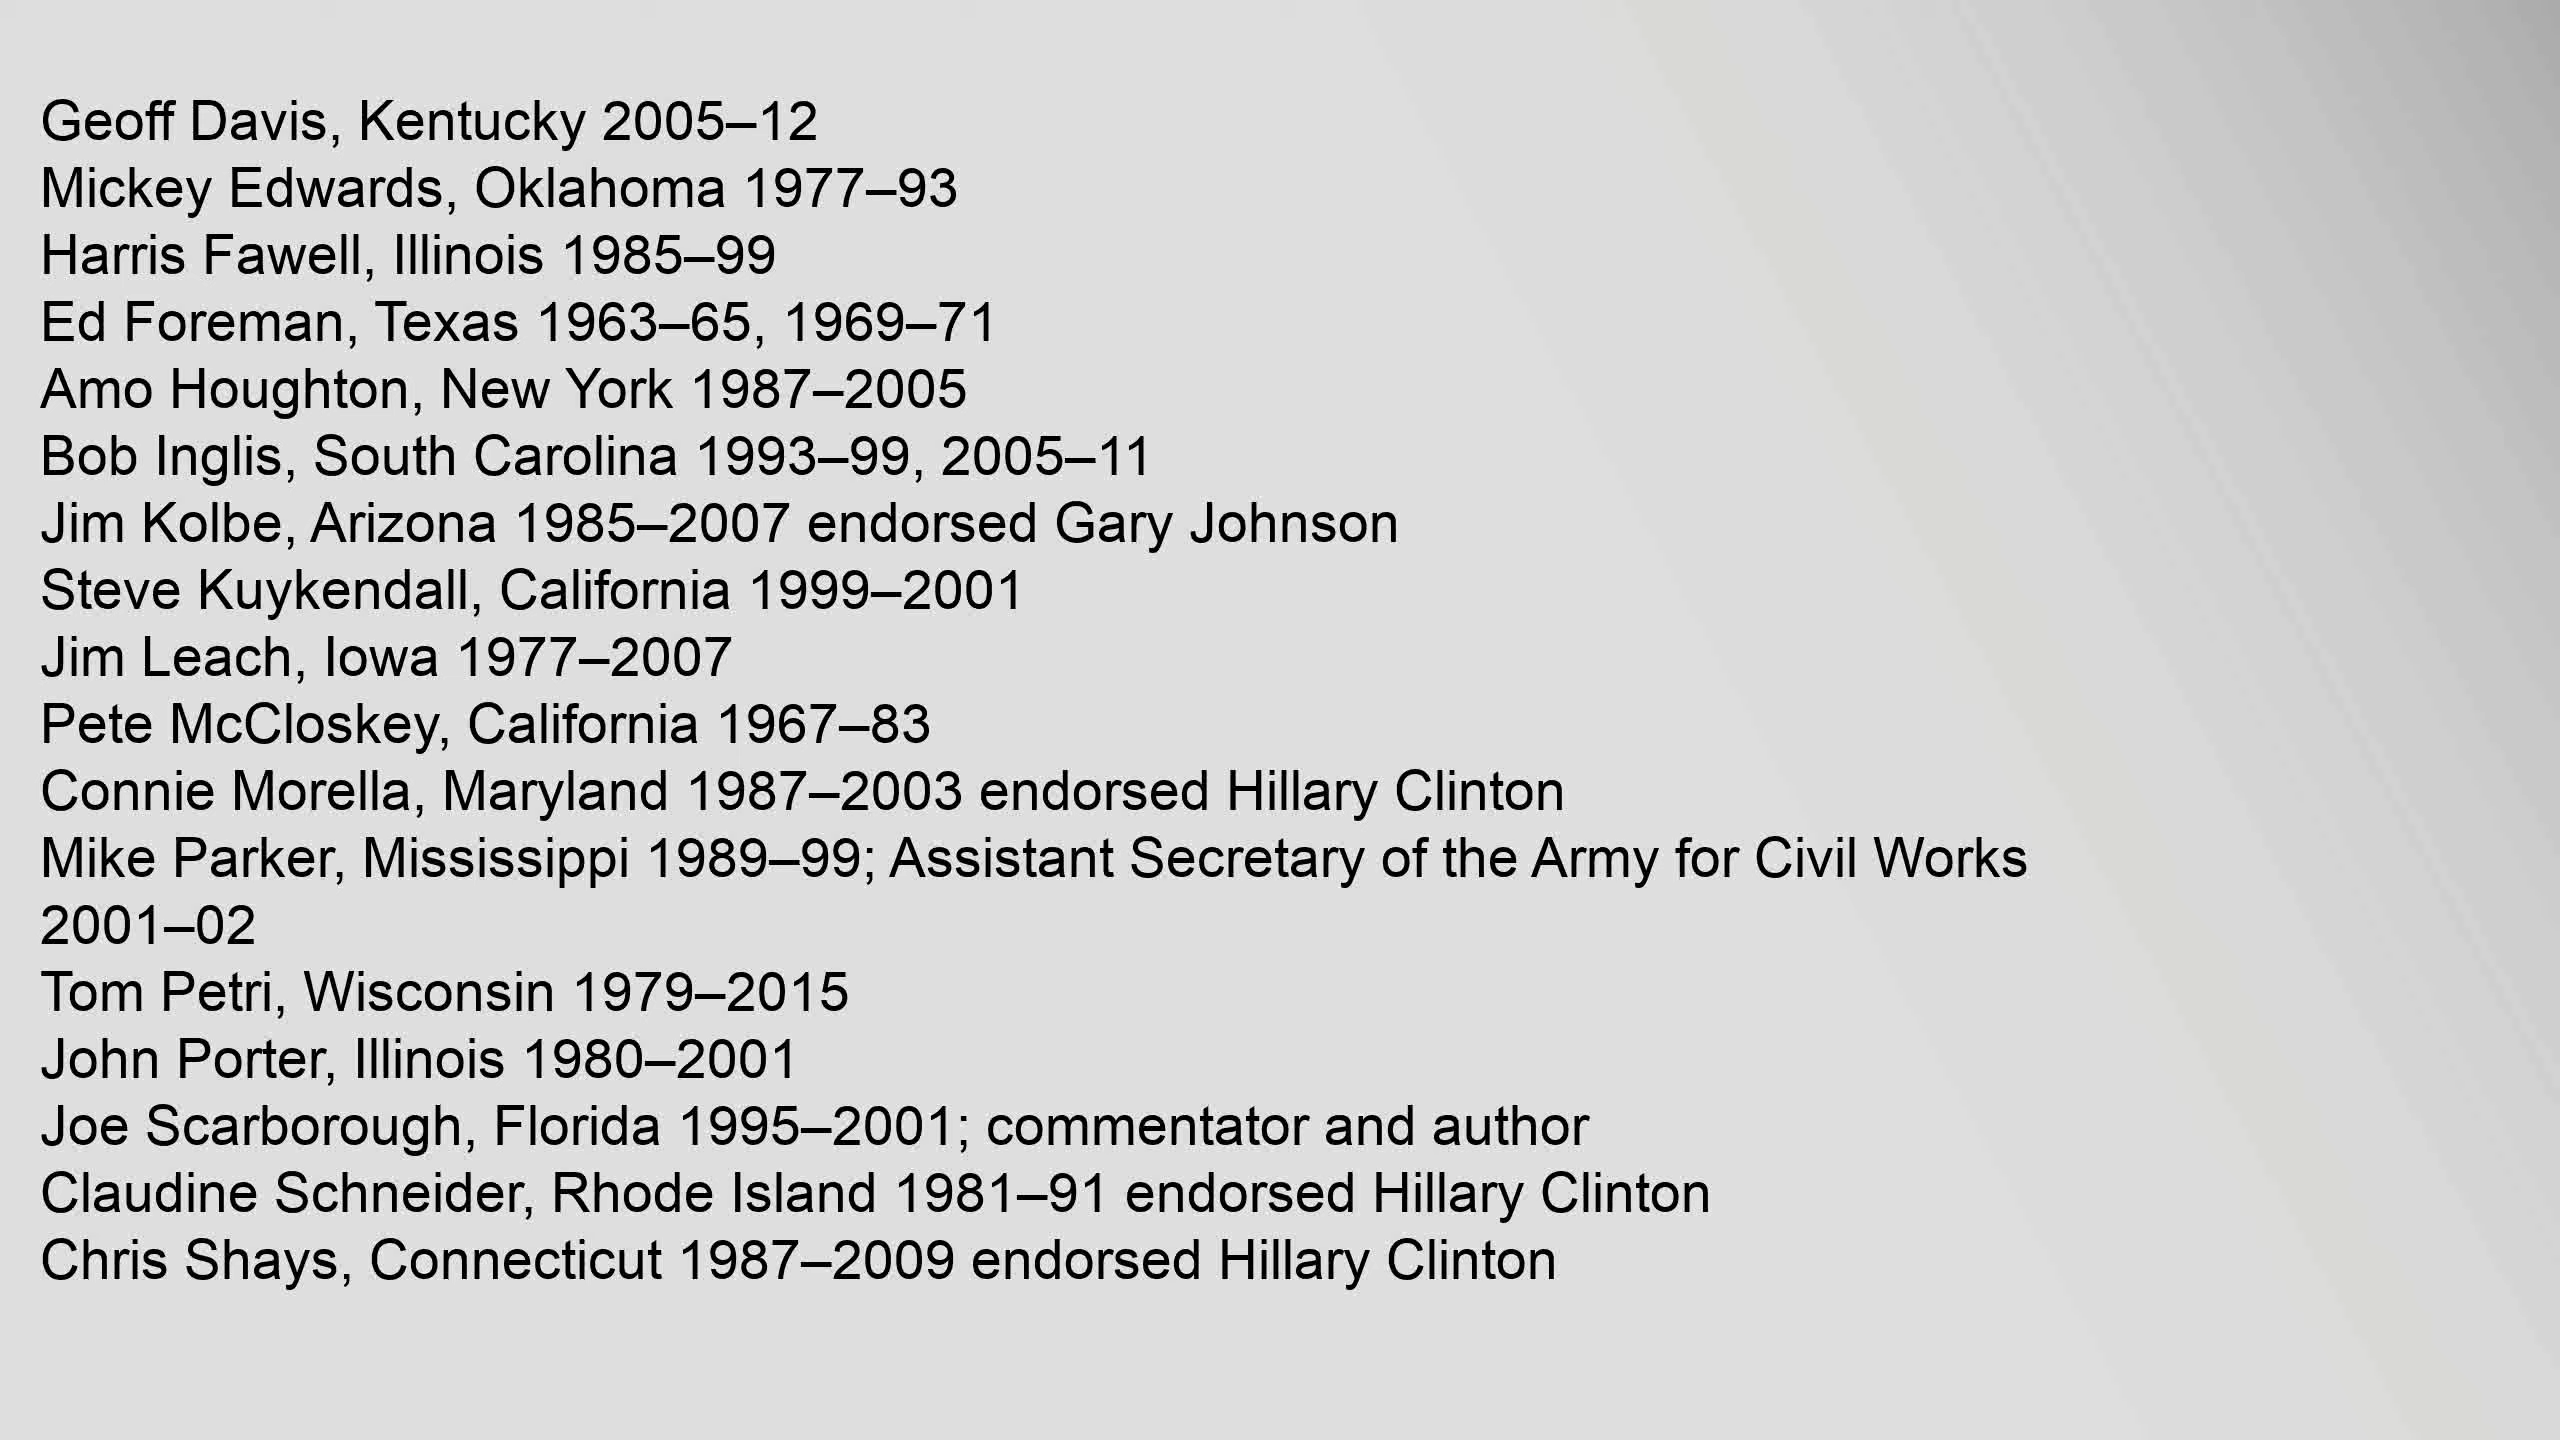 Geoff Davis, Kentucky 2005–12
Mickey Edwards, Oklahoma 1977–93
Harris Fawell, Illinois 1985–99
Ed Foreman, Texas 1963–65, 1969–71
Amo Houghton, New York 1987–2005
Bob Inglis, South Carolina 1993–99, 2005–11
Jim Kolbe, Arizona 1985–2007 endorsed Gary Johnson
Steve Kuykendall, California 1999–2001
Jim Leach, Iowa 1977–2007
Pete McCloskey, California 1967–83
Connie Morella, Maryland 1987–2003 endorsed Hillary Clinton
Mike Parker, Mississippi 1989–99; Assistant Secretary of the Army for Civil Works
2001–02
Tom Petri, Wisconsin 1979–2015
John Porter, Illinois 1980–2001
Joe Scarborough, Florida 1995–2001; commentator and author
Claudine Schneider, Rhode Island 1981–91 endorsed Hillary Clinton
Chris Shays, Connecticut 1987–2009 endorsed Hillary Clinton